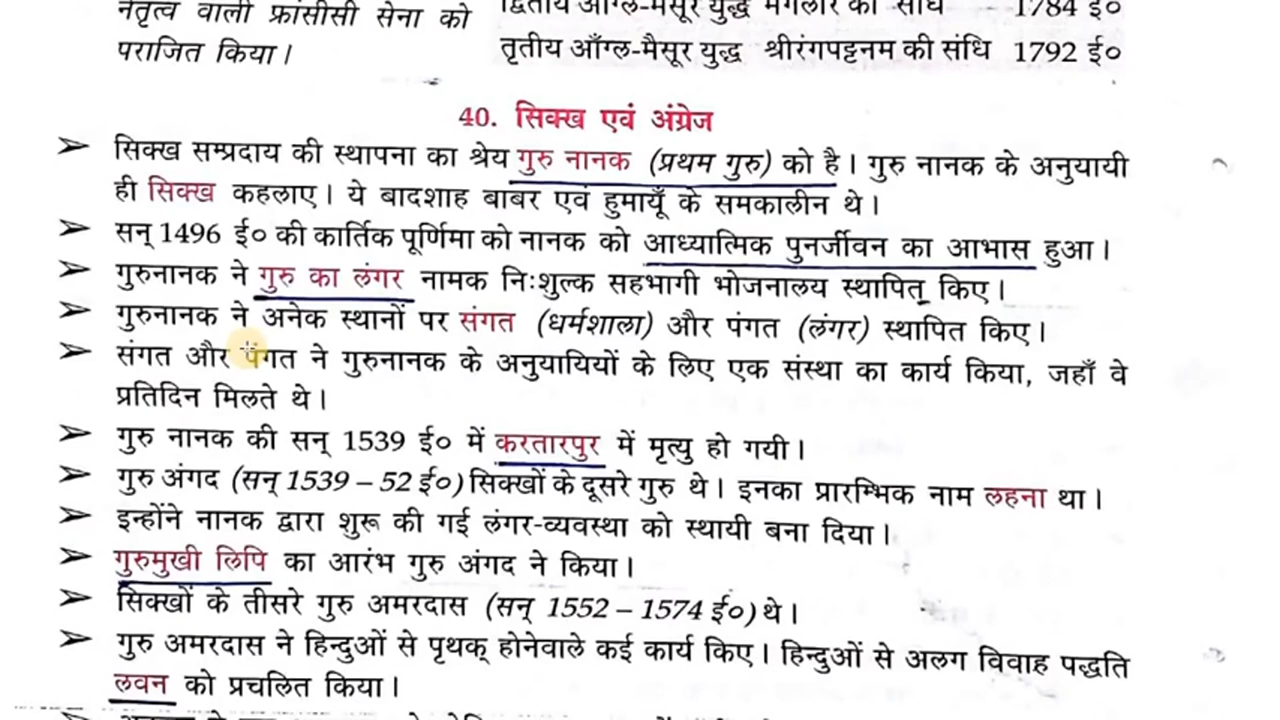 नेतृत्व वाली फ्रांसीसी सेना को
पराजित किया।
द्वितीय आँग्ल-मैसूर युद्ध मंगलौर की संधि 1784 ई०
तृतीय आँग्ल-मैसूर युद्ध श्रीरंगपट्टनम की संधि 1792 ई०
40. सिक्ख एवं अंग्रेज
➤ सिक्ख सम्प्रदाय की स्थापना का श्रेय गुरु नानक (प्रथम गुरु) को है। गुरु नानक के अनुयायी
ही सिक्ख कहलाए। ये बादशाह बाबर एवं हुमायूँ के समकालीन थे।
➤ सन् 1496 ई० की कार्तिक पूर्णिमा को नानक को आध्यात्मिक पुनर्जीवन का आभास हुआ।
➤ गुरुनानक ने गुरु का लंगर नामक निःशुल्क सहभागी भोजनालय स्थापित् किए।
➤ गुरुनानक ने अनेक स्थानों पर संगत (धर्मशाला) और पंगत (लंगर) स्थापित किए।
➤ संगत और पंगत ने गुरुनानक के अनुयायियों के लिए एक संस्था का कार्य किया, जहाँ वे
प्रतिदिन मिलते थे।
➤ गुरु नानक की सन् 1539 ई० में करतारपुर में मृत्यु हो गयी।
➤ गुरु अंगद (सन् 1539 – 52 ई०) सिक्खों के दूसरे गुरु थे। इनका प्रारम्भिक नाम लहना था।
➤ इन्होंने नानक द्वारा शुरू की गई लंगर-व्यवस्था को स्थायी बना दिया।
➤ गुरुमुखी लिपि का आरंभ गुरु अंगद ने किया।
➤ सिक्खों के तीसरे गुरु अमरदास (सन् 1552 – 1574 ई०) थे।
➤ गुरु अमरदास ने हिन्दुओं से पृथक् होनेवाले कई कार्य किए। हिन्दुओं से अलग विवाह पद्धति
लवन को प्रचलित किया।